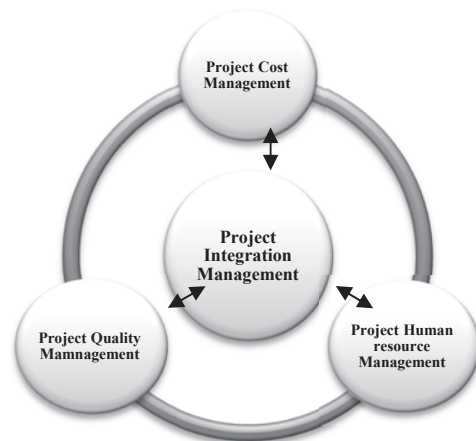 Project Cost
Management
Project
Integration
Management
Project Quality
Mamnagement
Project Human
resource
Management